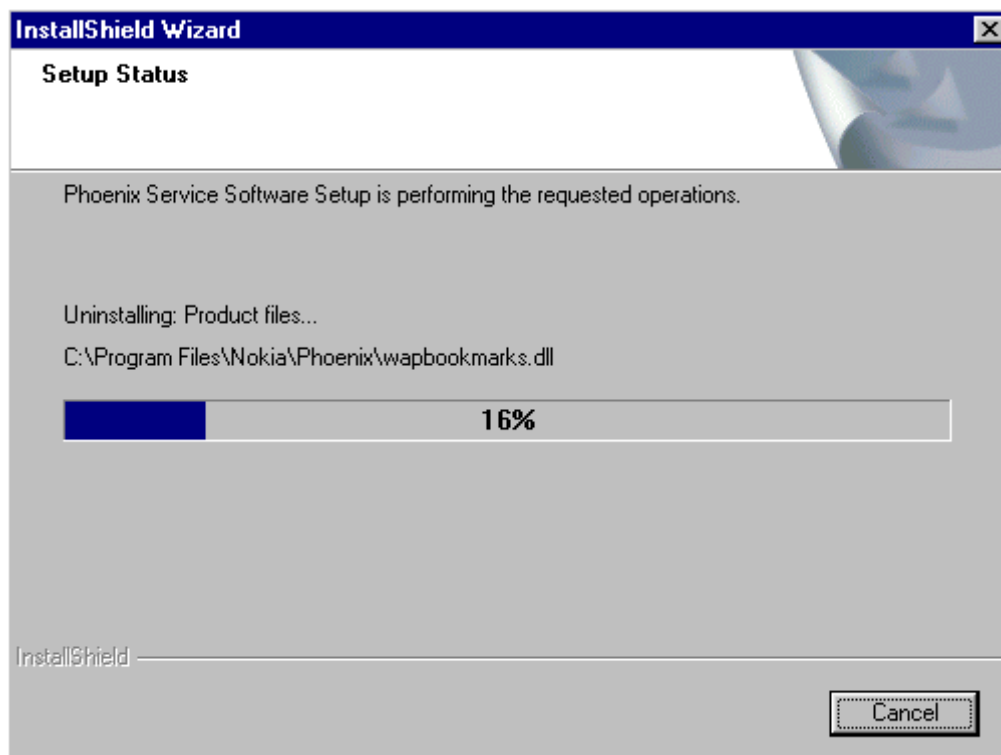 InstallShield Wizard
Setup Status
Phoenix Service Software Setup is performing the requested operations.
Uninstalling: Product files...
C:\Program Files\Nokia\Phoenix\wapbookmarks.dll
16%
InstallShield
Cancel